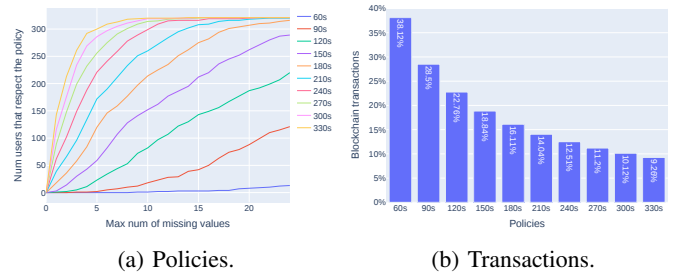 Num users that respect the policy
300
250
200
150
100
50
0
0
5
10
15
20
Max num of missing values
60s
90s
120s
150s
180s
210s
240s
270s
300s
330s
(a) Policies.
Blockchain transactions
40%
35%
30%
25%
20%
15%
10%
5%
0%
38.12%
28.5%
22.76%
18.84%
16.11%
14.04%
12.51%
11.2%
10.12%
9.26%
60s 90s 120s 150s 180s 210s 240s 270s 300s 330s
Policies
(b) Transactions.